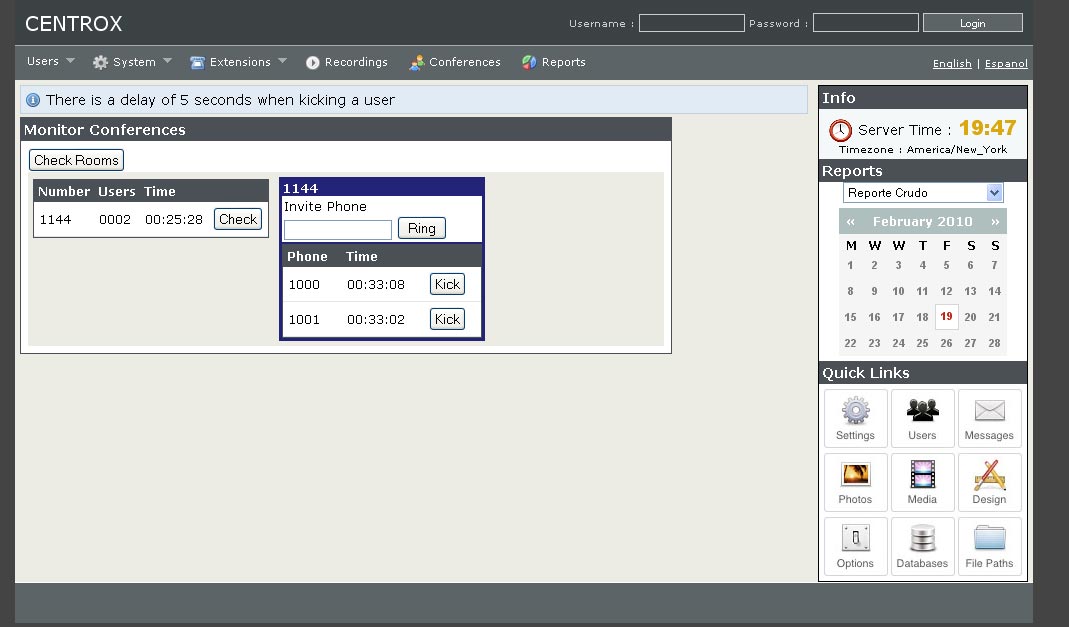 CENTROX
Username : Password : Login
Users System Extensions Recordings Conferences Reports
English | Espanol
There is a delay of 5 seconds when kicking a user
Monitor Conferences
Check Rooms
Number Users Time
1144 0002 00:25:28 Check
1144
Invite Phone
Ring
Phone Time
1000 00:33:08 Kick
1001 00:33:02 Kick
Info
Server Time : 19:47
Timezone : America/New_York
Reports
Reporte Crudo
« February 2010 »
M W W T F S S
1 2 3 4 5 6 7
8 9 10 11 12 13 14
15 16 17 18 19 20 21
22 23 24 25 26 27 28
Quick Links
Settings Users Messages
Photos Media Design
Options Databases File Paths